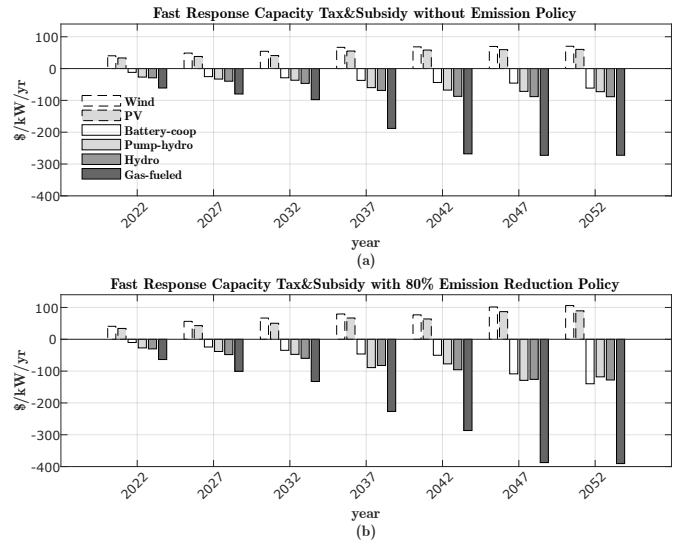 Fast Response Capacity Tax&Subsidy without Emission Policy
100
0
-100
-200
-300
-400
$/kW/yr
Wind
PV
Battery-coop
Pump-hydro
Hydro
Gas-fueled
2022 2027 2032 2037 2042 2047 2052
year
(a)
Fast Response Capacity Tax&Subsidy with 80% Emission Reduction Policy
100
0
-100
-200
-300
-400
$/kW/yr
2022 2027 2032 2037 2042 2047 2052
year
(b)